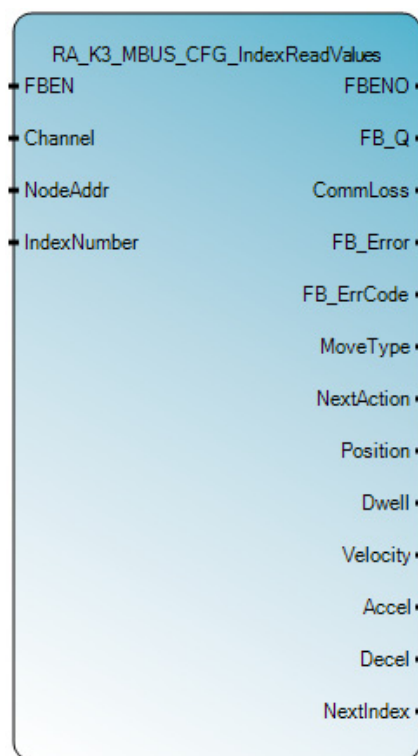 RA_K3_MBUS_CFG_IndexReadValues
FBEN FBENO
Channel FB_Q
NodeAddr CommLoss
IndexNumber FB_Error
FB_ErrCode
MoveType
NextAction
Position
Dwell
Velocity
Accel
Decel
NextIndex